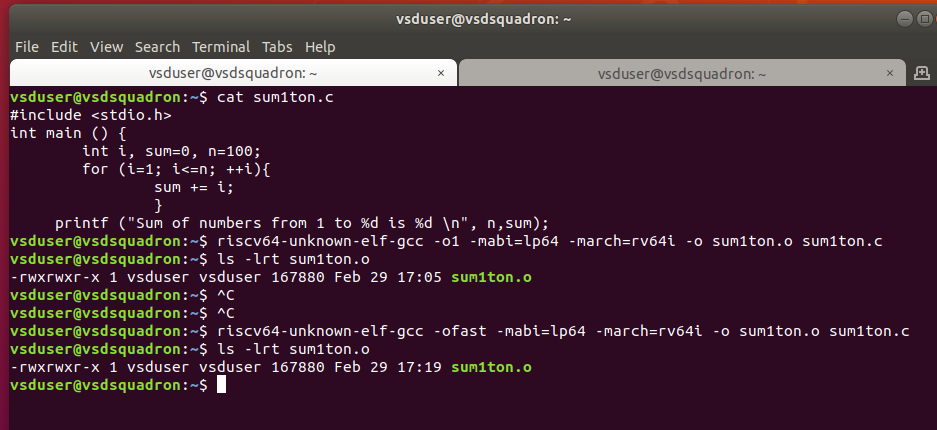 vsduser@vsdsquadron: ~
File Edit View Search Terminal Tabs Help
vsduser@vsdsquadron: ~ × vsduser@vsdsquadron: ~ ×
vsduser@vsdsquadron:~$ cat sum1ton.c
#include <stdio.h>
int main () {
        int i, sum=0, n=100;
        for (i=1; i<=n; ++i){
                sum += i;
                }
     printf ("Sum of numbers from 1 to %d is %d \n", n,sum);
vsduser@vsdsquadron:~$ riscv64-unknown-elf-gcc -o1 -mabi=lp64 -march=rv64i -o sum1ton.o sum1ton.c
vsduser@vsdsquadron:~$ ls -lrt sum1ton.o
-rwxrwxr-x 1 vsduser vsduser 167880 Feb 29 17:05 sum1ton.o
vsduser@vsdsquadron:~$ ^C
vsduser@vsdsquadron:~$ ^C
vsduser@vsdsquadron:~$ riscv64-unknown-elf-gcc -ofast -mabi=lp64 -march=rv64i -o sum1ton.o sum1ton.c
vsduser@vsdsquadron:~$ ls -lrt sum1ton.o
-rwxrwxr-x 1 vsduser vsduser 167880 Feb 29 17:19 sum1ton.o
vsduser@vsdsquadron:~$